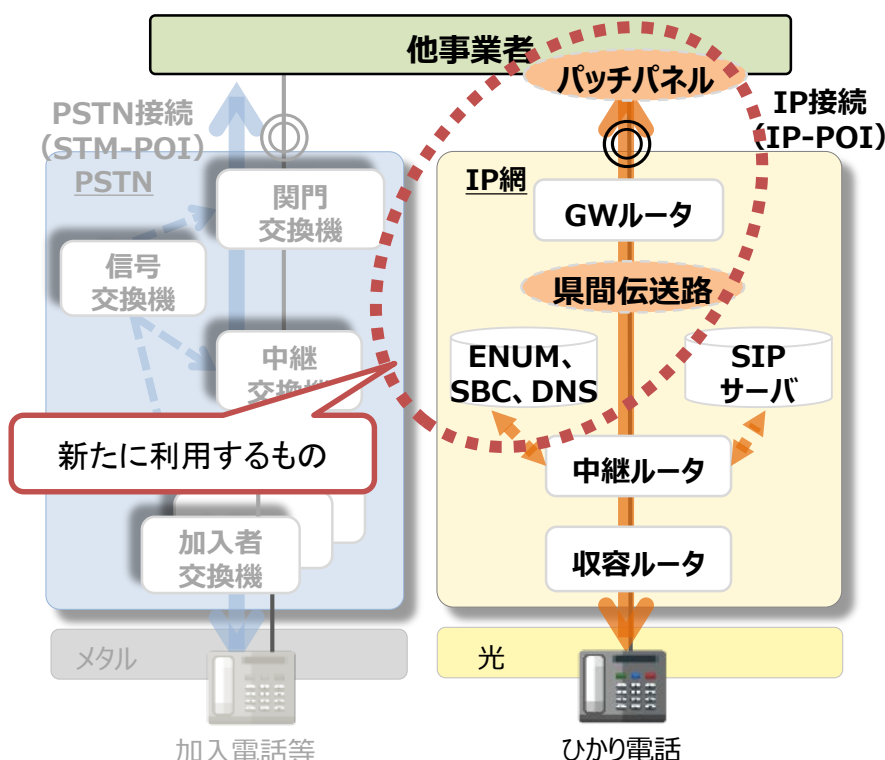 他事業者
パッチパネル
PSTN接続
(STM-POI)
PSTN
IP接続
(IP-POI)
IP網
関門
交換機
GWルータ
信号
交換機
県間伝送路
中継
交換機
ENUM、
SBC、DNS
SIP
サーバ
新たに利用するもの
中継ルータ
加入者
交換機
収容ルータ
メタル
光
加入電話等
ひかり電話